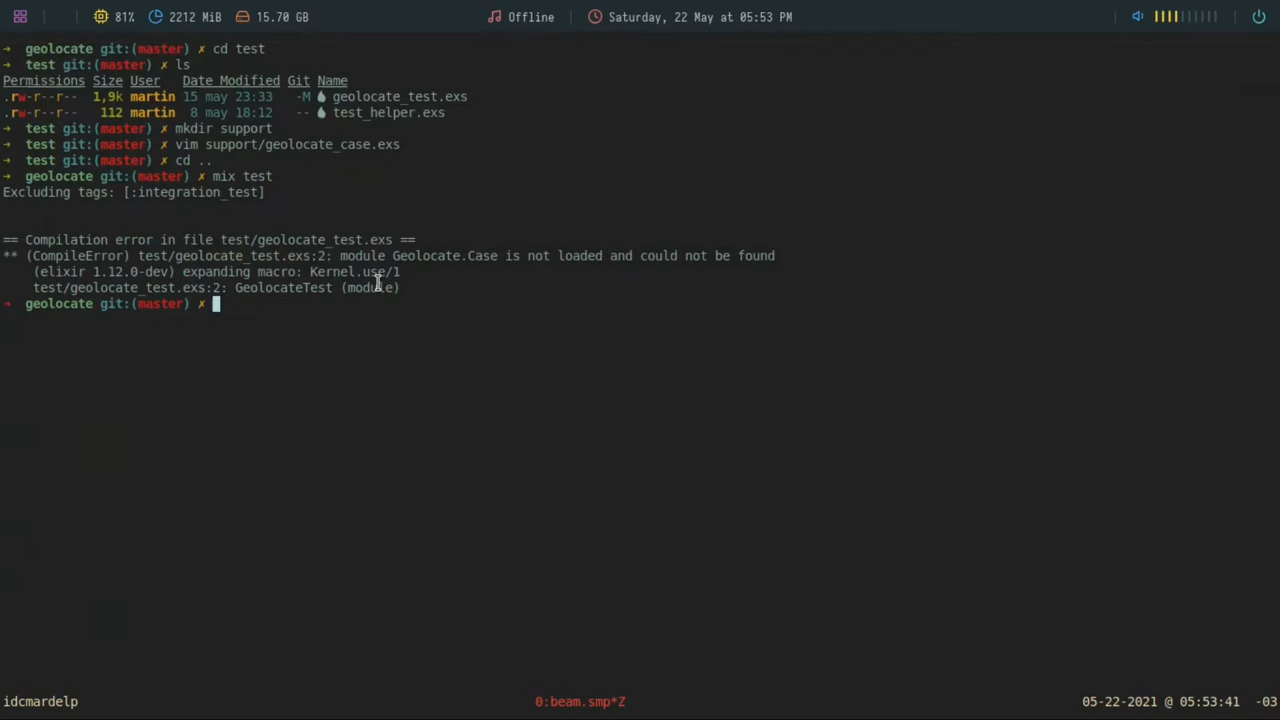 81% 2212 MiB 15.70 GB Offline Saturday, 22 May at 05:53 PM
→ geolocate git:(master) ✗ cd test
→ test git:(master) ✗ ls
Permissions Size User Date Modified Git Name
.rw-r--r-- 1,9k martin 15 may 23:33 -M geolocate_test.exs
.rw-r--r-- 112 martin 8 may 18:12 -- test_helper.exs
→ test git:(master) ✗ mkdir support
→ test git:(master) ✗ vim support/geolocate_case.exs
→ test git:(master) ✗ cd ..
→ geolocate git:(master) ✗ mix test
Excluding tags: [:integration_test]
== Compilation error in file test/geolocate_test.exs ==
** (CompileError) test/geolocate_test.exs:2: module Geolocate.Case is not loaded and could not be found
(elixir 1.12.0-dev) expanding macro: Kernel.use/1
test/geolocate_test.exs:2: GeolocateTest (module)
→ geolocate git:(master) ✗
idcmardelp 0:beam.smp*Z 05-22-2021 @ 05:53:41 -03